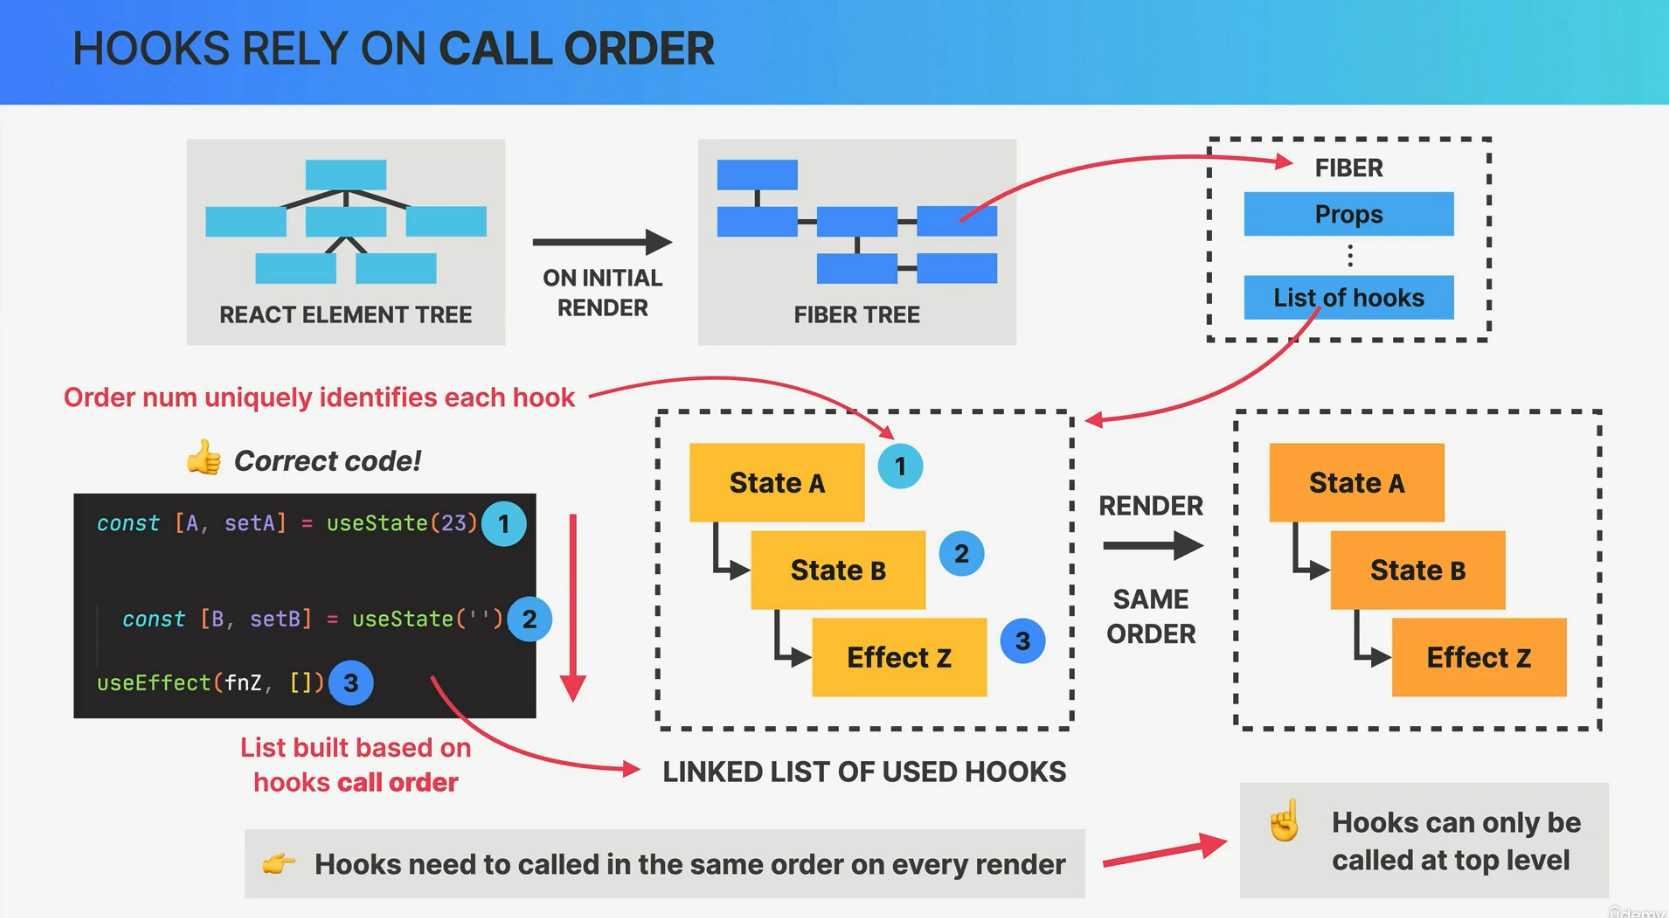 HOOKS RELY ON CALL ORDER
REACT ELEMENT TREE
ON INITIAL
RENDER
FIBER TREE
FIBER
Props
List of hooks
Order num uniquely identifies each hook
Correct code!
const [A, setA] = useState(23) 1
const [B, setB] = useState('') 2
useEffect(fnZ, []) 3
List built based on
hooks call order
State A 1
State B 2
Effect Z 3
LINKED LIST OF USED HOOKS
RENDER
SAME
ORDER
State A
State B
Effect Z
Hooks need to called in the same order on every render
Hooks can only be
called at top level
ûdemy